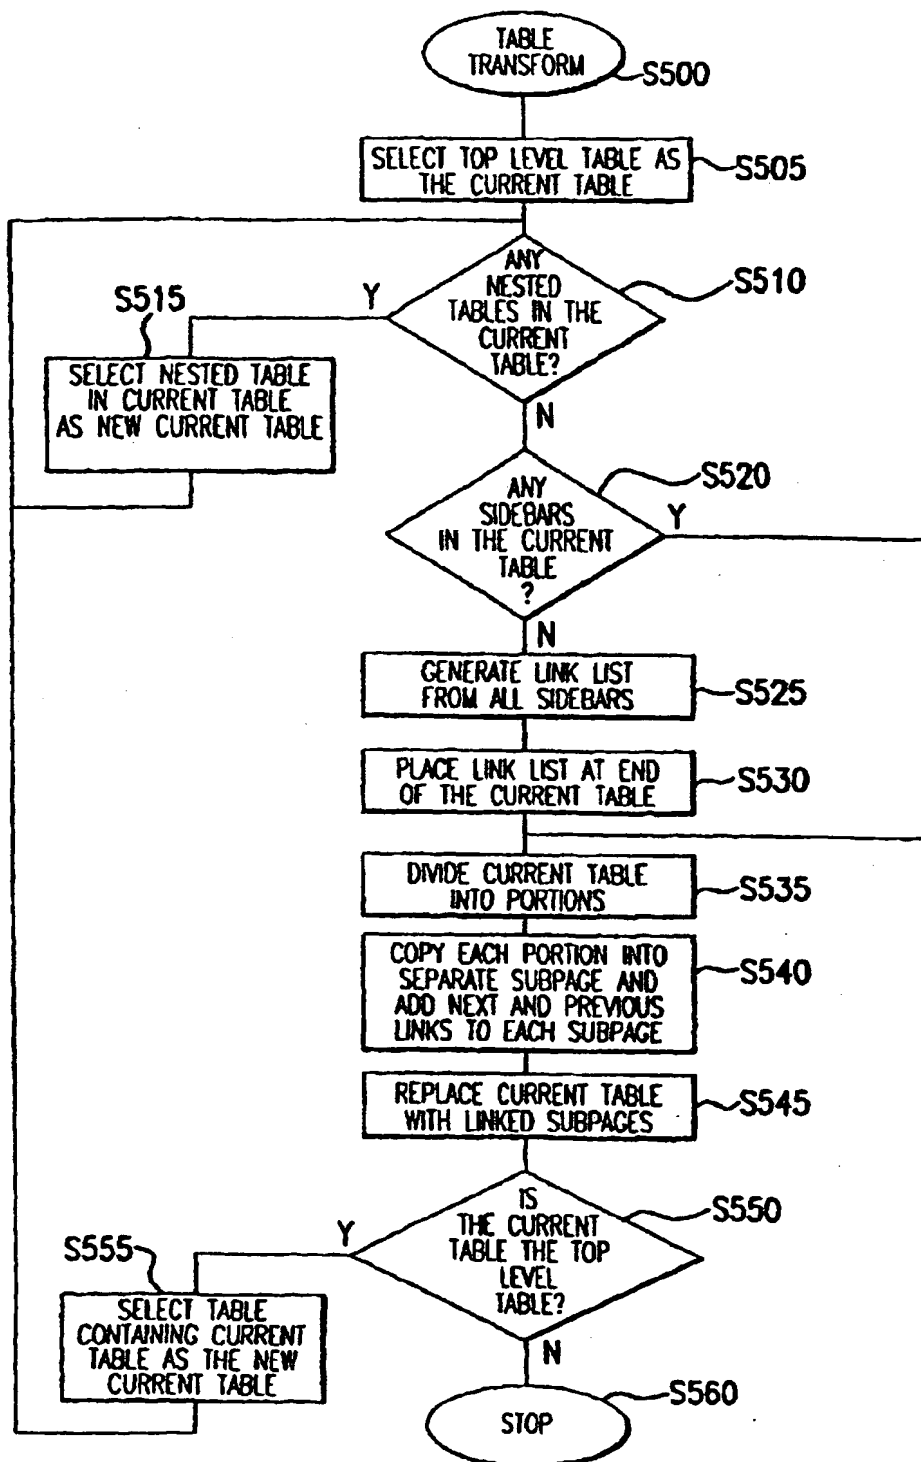 TABLE
TRANSFORM
S500
SELECT TOP LEVEL TABLE AS
THE CURRENT TABLE
S505
ANY
NESTED
TABLES IN THE
CURRENT
TABLE?
S510
Y
N
S515
SELECT NESTED TABLE
IN CURRENT TABLE
AS NEW CURRENT TABLE
ANY
SIDEBARS
IN THE CURRENT
TABLE
?
S520
Y
N
GENERATE LINK LIST
FROM ALL SIDEBARS
S525
PLACE LINK LIST AT END
OF THE CURRENT TABLE
S530
DIVIDE CURRENT TABLE
INTO PORTIONS
S535
COPY EACH PORTION INTO
SEPARATE SUBPAGE AND
ADD NEXT AND PREVIOUS
LINKS TO EACH SUBPAGE
S540
REPLACE CURRENT TABLE
WITH LINKED SUBPAGES
S545
IS
THE CURRENT
TABLE THE TOP
LEVEL
TABLE?
S550
Y
N
S555
SELECT TABLE
CONTAINING CURRENT
TABLE AS THE NEW
CURRENT TABLE
STOP
S560